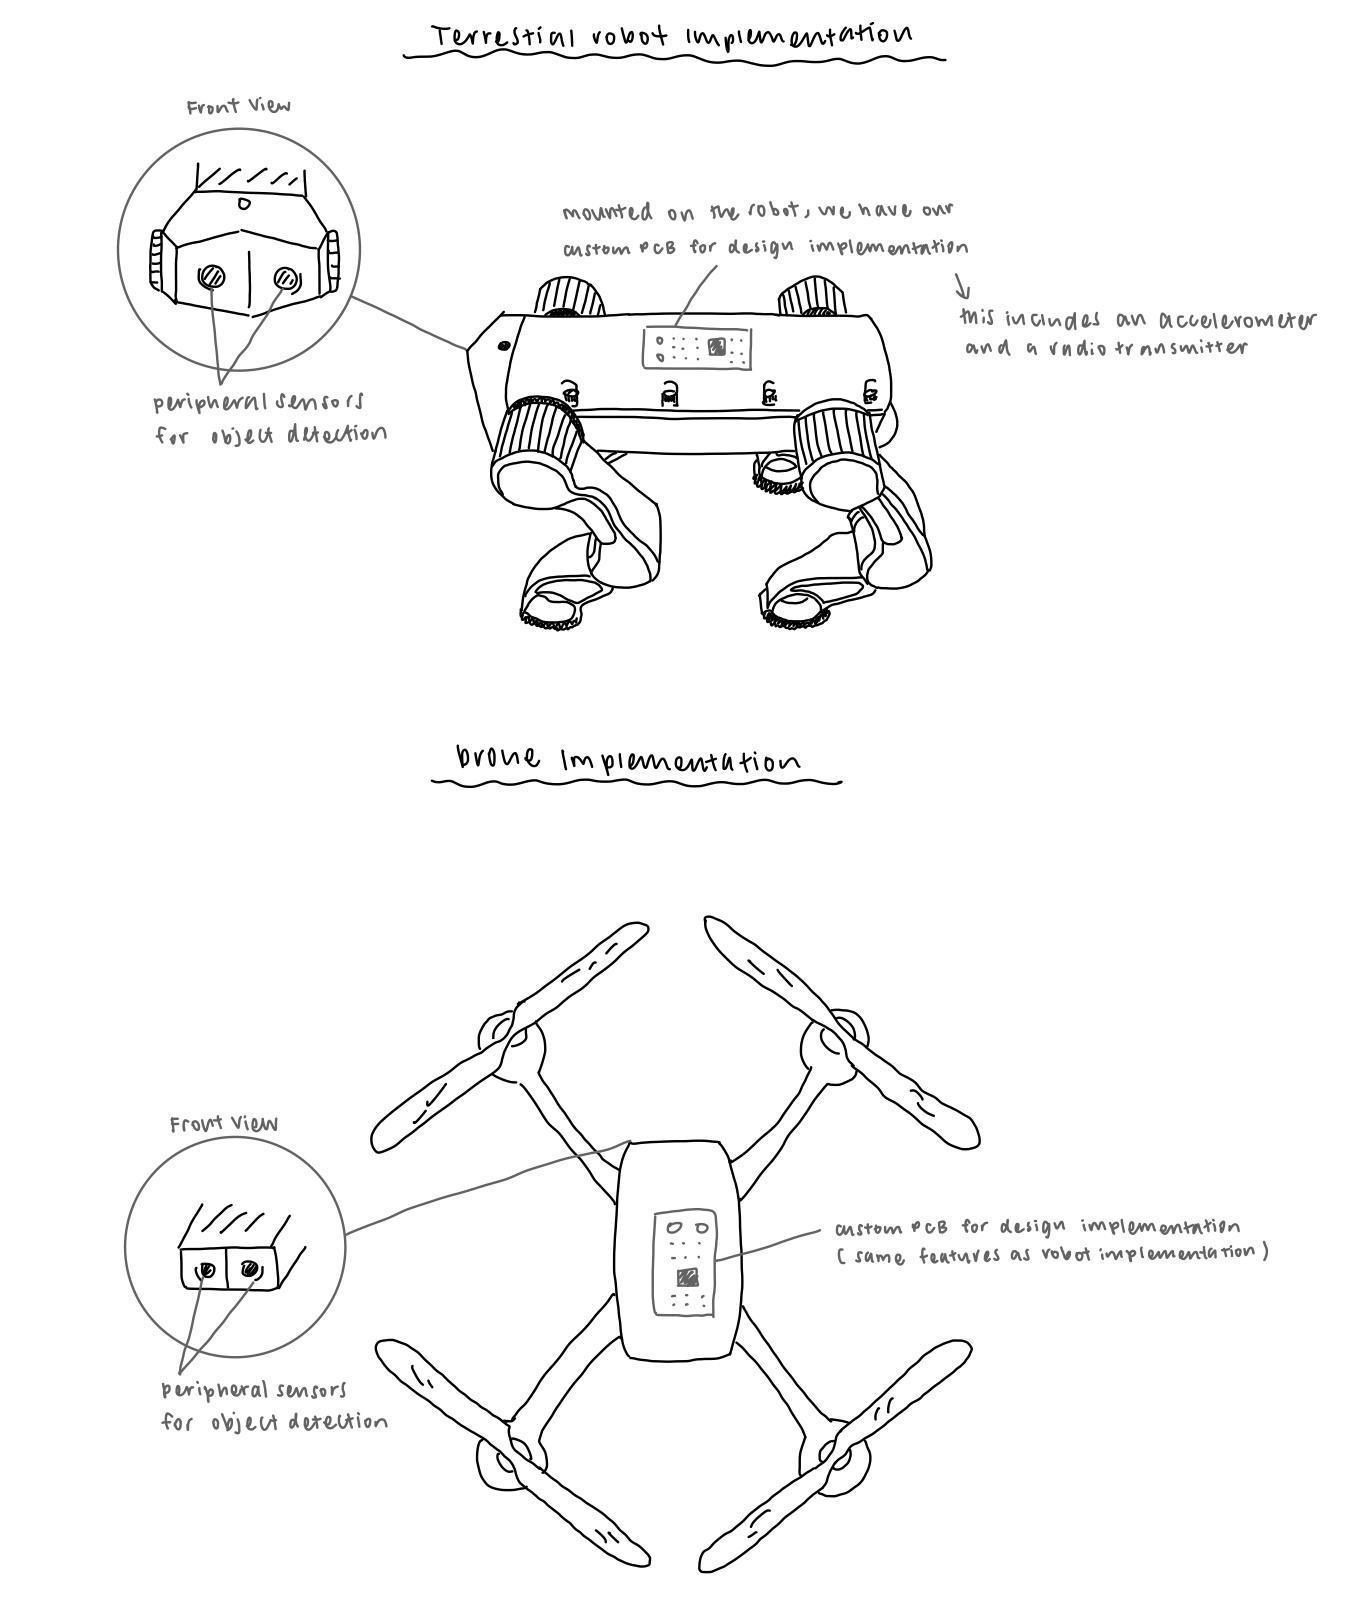 Terrestial robot Implementation
Front View
mounted on the robot, we have our
custom PCB for design implementation
this includes an accelerometer
and a radio transmitter
peripheral sensors
for object detection
Drone Implementation
Front View
custom PCB for design implementation
(same features as robot implementation)
peripheral sensors
for object detection